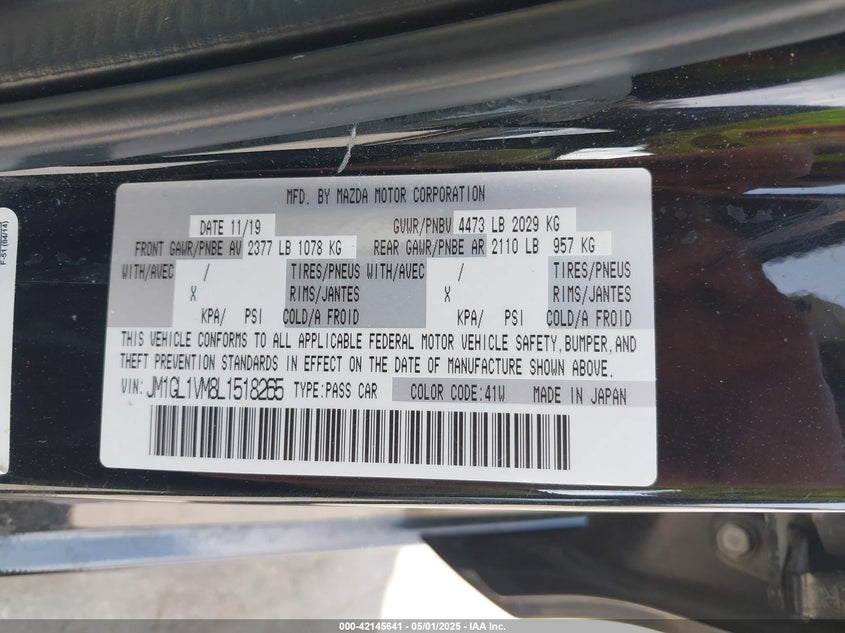 MFD. BY MAZDA MOTOR CORPORATION
DATE 11/19 GVWR/PNBV 4473 LB 2029 KG
FRONT GAWR/PNBE AV 2377 LB 1078 KG REAR GAWR/PNBE AR 2110 LB 957 KG
WITH/AVEC / TIRES/PNEUS WITH/AVEC / TIRES/PNEUS
X RIMS/JANTES X RIMS/JANTES
KPA/ PSI COLD/A FROID KPA/ PSI COLD/A FROID
THIS VEHICLE CONFORMS TO ALL APPLICABLE FEDERAL MOTOR VEHICLE SAFETY, BUMPER, AND
THEFT PREVENTION STANDARDS IN EFFECT ON THE DATE OF MANUFACTURE SHOWN ABOVE.
VIN: JM1GL1VM8L1518265 TYPE: PASS CAR COLOR CODE: 41W MADE IN JAPAN
F-51 (04/14)
000-42145641 - 05/01/2025 - IAA Inc.